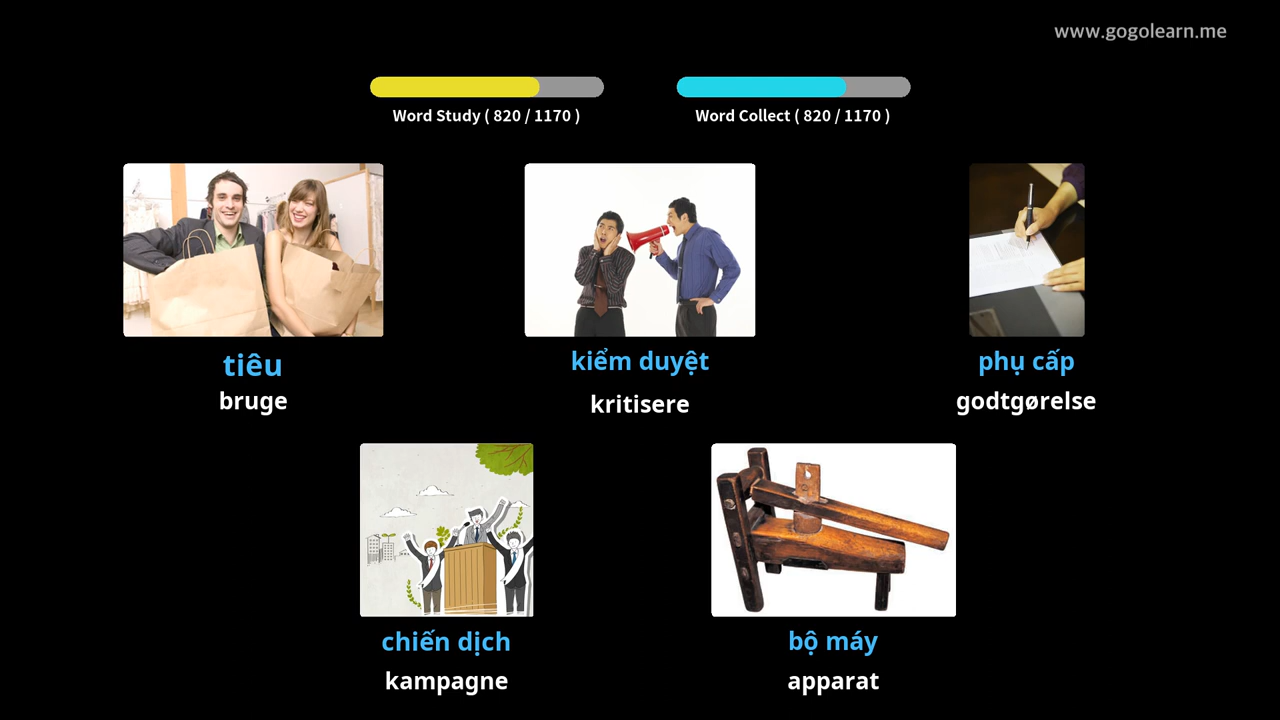 www.gogolearn.me
Word Study ( 820 / 1170 )
Word Collect ( 820 / 1170 )
tiêu
bruge
kiểm duyệt
kritisere
phụ cấp
godtgørelse
chiến dịch
kampagne
bộ máy
apparat